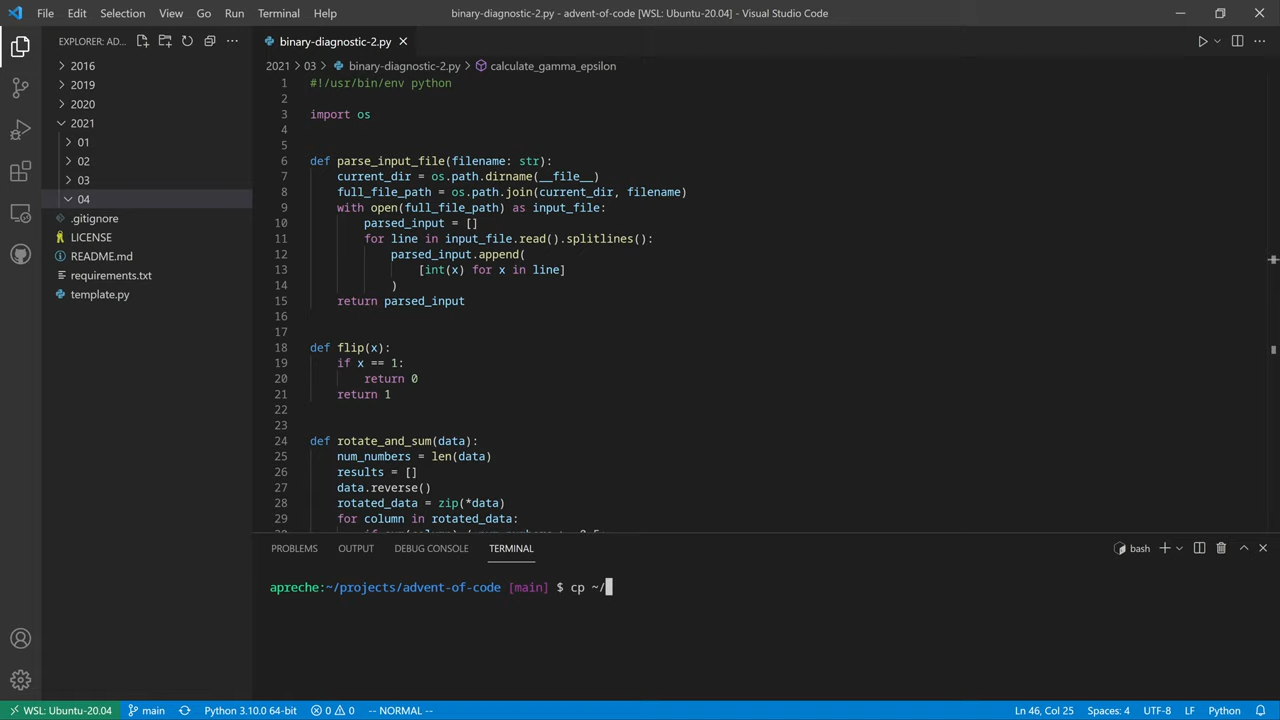 File Edit Selection View Go Run Terminal Help
binary-diagnostic-2.py - advent-of-code [WSL: Ubuntu-20.04] - Visual Studio Code
EXPLORER: AD...
2016
2019
2020
2021
01
02
03
04
.gitignore
LICENSE
README.md
requirements.txt
template.py
binary-diagnostic-2.py
2021 > 03 > binary-diagnostic-2.py > calculate_gamma_epsilon
1 #!/usr/bin/env python
2
3 import os
4
5
6 def parse_input_file(filename: str):
7     current_dir = os.path.dirname(__file__)
8     full_file_path = os.path.join(current_dir, filename)
9     with open(full_file_path) as input_file:
10         parsed_input = []
11         for line in input_file.read().splitlines():
12             parsed_input.append(
13                 [int(x) for x in line]
14             )
15     return parsed_input
16
17
18 def flip(x):
19     if x == 1:
20         return 0
21     return 1
22
23
24 def rotate_and_sum(data):
25     num_numbers = len(data)
26     results = []
27     data.reverse()
28     rotated_data = zip(*data)
29     for column in rotated_data:
PROBLEMS OUTPUT DEBUG CONSOLE TERMINAL
bash
apreche:~/projects/advent-of-code [main] $ cp ~/
WSL: Ubuntu-20.04 main Python 3.10.0 64-bit 0 0 -- NORMAL -- Ln 46, Col 25 Spaces: 4 UTF-8 LF Python